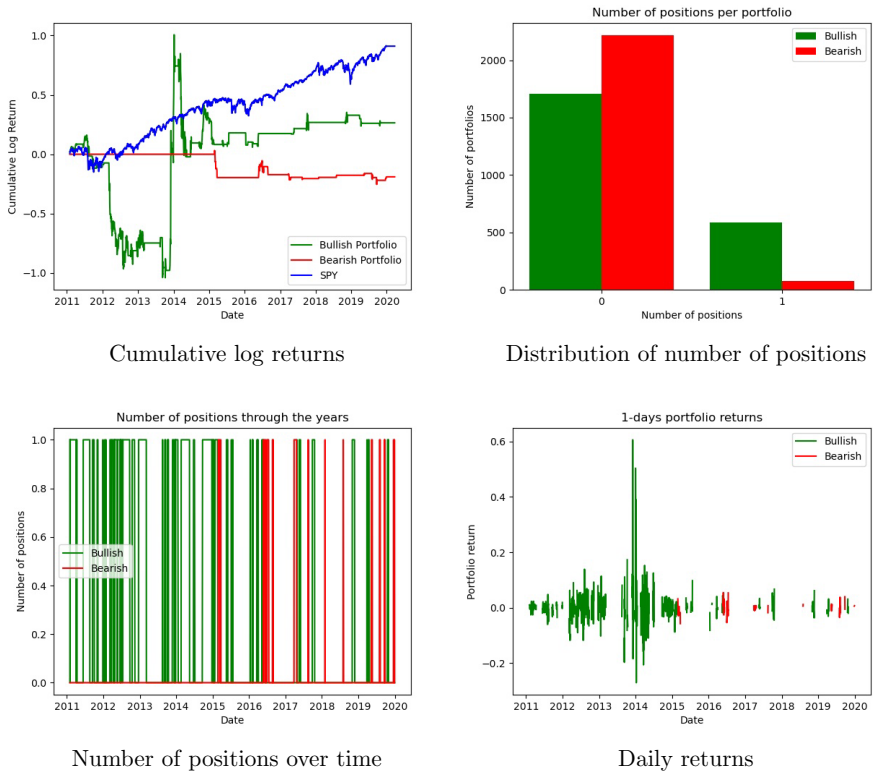 Number of positions per portfolio
1.0
0.5
0.0
−0.5
−1.0
Cumulative Log Return
Bullish Portfolio
Bearish Portfolio
SPY
2011 2012 2013 2014 2015 2016 2017 2018 2019 2020
Date
Cumulative log returns
2000
1500
1000
500
0
Number of portfolios
Bullish
Bearish
0 1
Number of positions
Distribution of number of positions
Number of positions through the years
1.0
0.8
0.6
0.4
0.2
0.0
Number of positions
Bullish
Bearish
2011 2012 2013 2014 2015 2016 2017 2018 2019 2020
Date
Number of positions over time
1-days portfolio returns
0.6
0.4
0.2
0.0
−0.2
Portfolio return
Bullish
Bearish
2011 2012 2013 2014 2015 2016 2017 2018 2019 2020
Date
Daily returns